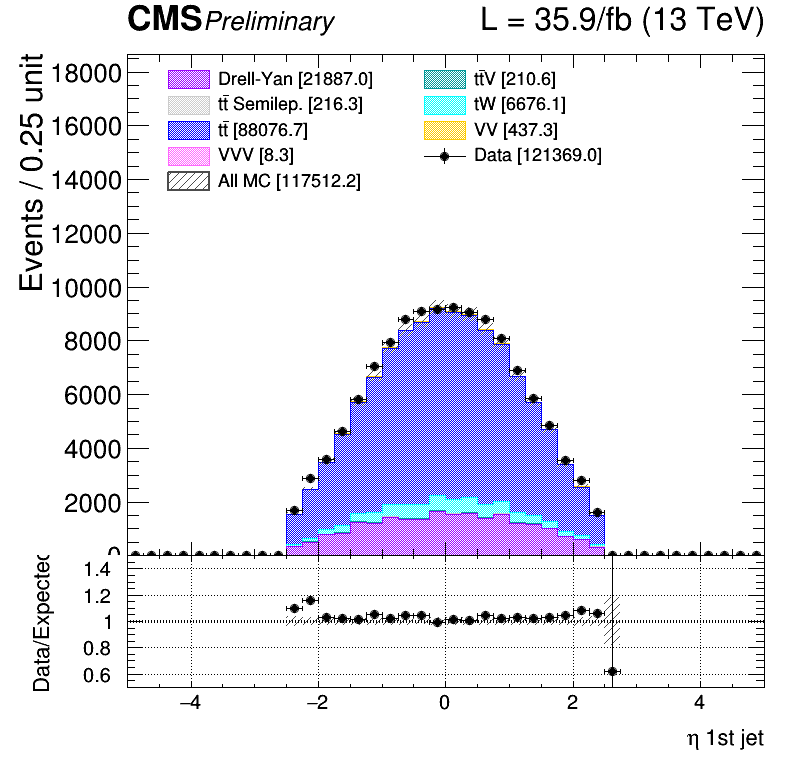 CMS Preliminary L = 35.9/fb (13 TeV)
Events / 0.25 unit
18000
16000
14000
12000
10000
8000
6000
4000
2000
0
Drell-Yan [21887.0]
tt̄ Semilep. [216.3]
tt̄ [88076.7]
VVV [8.3]
All MC [117512.2]
tt̄V [210.6]
tW [6676.1]
VV [437.3]
Data [121369.0]
Data/Expected
1.4
1.2
1
0.8
0.6
−4 −2 0 2 4
η 1st jet